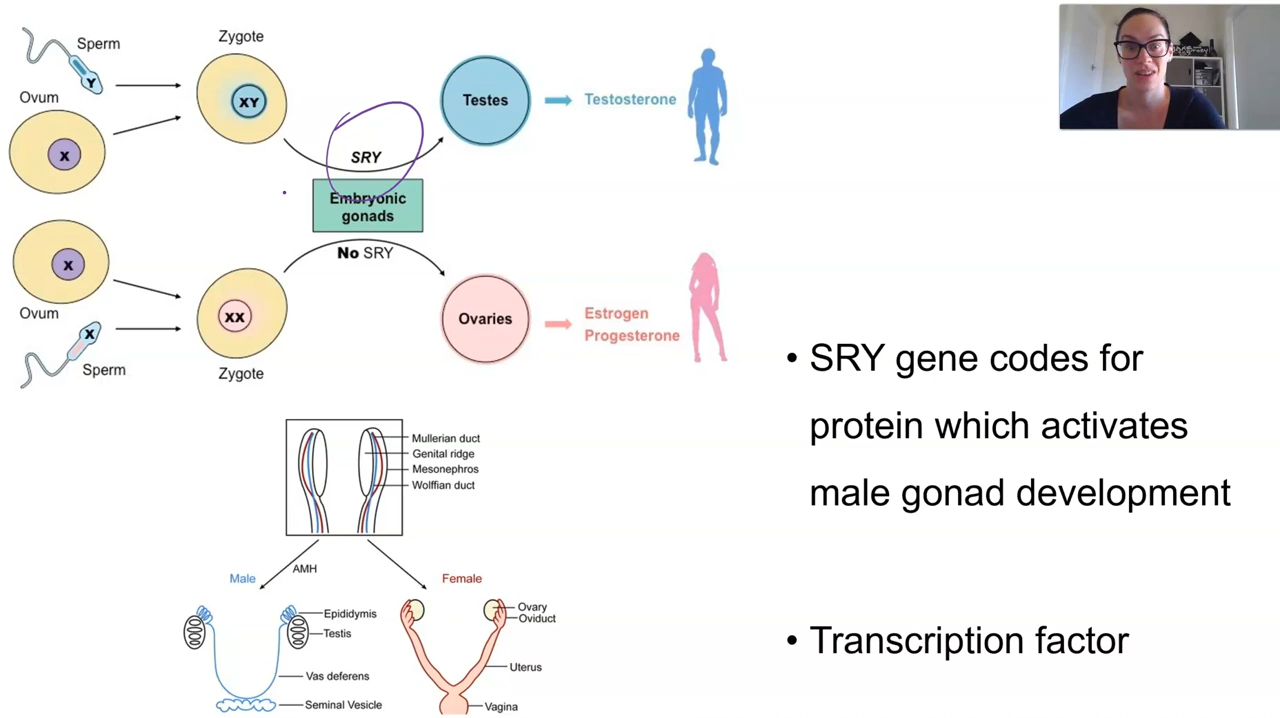 Sperm
Y
Ovum
X
Zygote
XY
SRY
Embryonic
gonads
No SRY
Testes
Testosterone
X
Ovum
X
Sperm
XX
Zygote
Ovaries
Estrogen
Progesterone
• SRY gene codes for
protein which activates
male gonad development
• Transcription factor
Mullerian duct
Genital ridge
Mesonephros
Wolffian duct
AMH
Male
Female
Epididymis
Testis
Vas deferens
Seminal Vesicle
Ovary
Oviduct
Uterus
Vagina